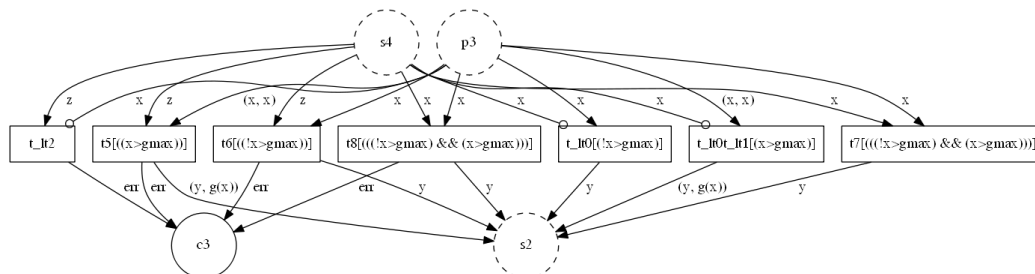 s4
p3
z
x
z
(x, x)
z
x
x
x
x
x
x
(x, x)
x
x
t_lt2
t5[((x>gmax))]
t6[((!x>gmax))]
t8[(((!x>gmax) && (x>gmax)))]
t_lt0[(!x>gmax)]
t_lt0t_lt1[(x>gmax)]
t7[(((!x>gmax) && (x>gmax)))]
err
err
(y, g(x))
err
y
err
y
y
(y, g(x))
y
c3
s2